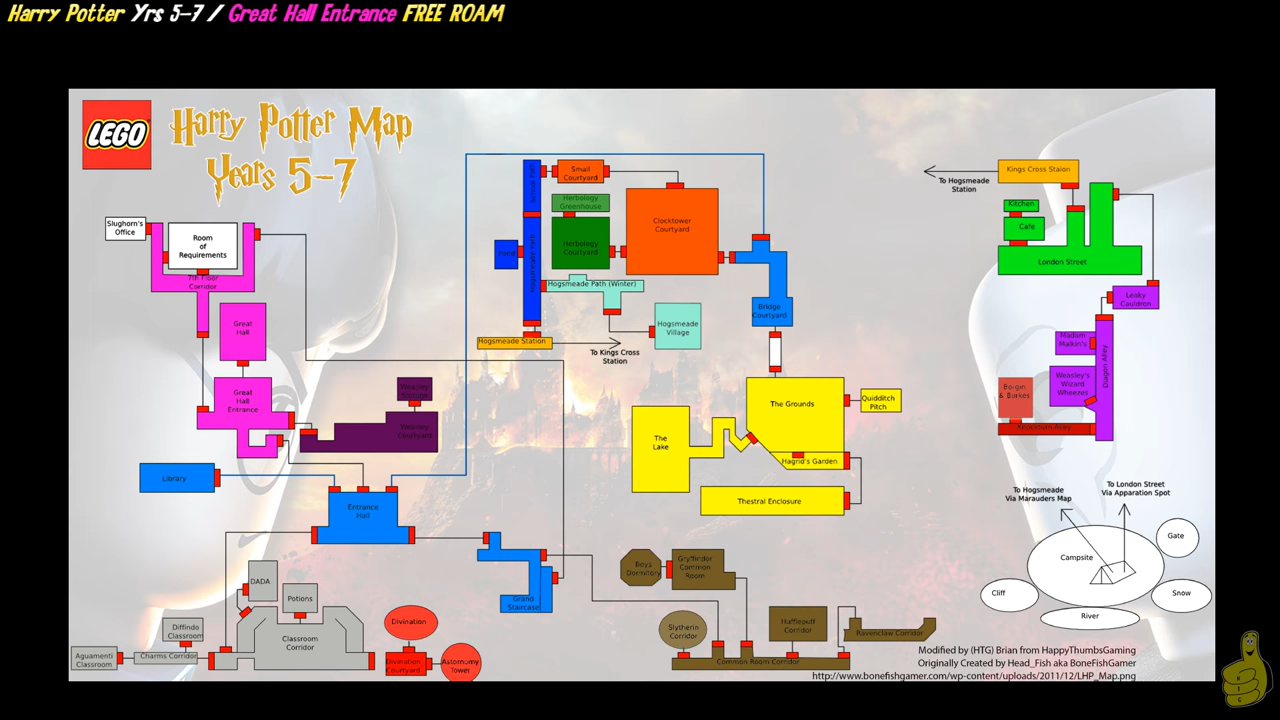 Harry Potter Yrs 5-7 / Great Hall Entrance FREE ROAM
LEGO
Harry Potter Map
Years 5-7
Slughorn's
Office
Room
of
Requirements
7th Floor
Corridor
Great
Hall
Great
Hall
Entrance
Weasley
Courtyard
Library
Entrance
Hall
Grand
Staircase
DADA
Potions
Diffindo
Classroom
Aguamenti
Classroom
Charms Corridor
Classroom
Corridor
Divination
Divination
Courtyard
Astornomy
Tower
Small
Courtyard
Herbology
Greenhouse
Herbology
Courtyard
Clocktower
Courtyard
Hogsmeade Path
Hogsmeade Path (Winter)
Hogsmeade
Village
Hogsmeade Station
To Kings Cross
Station
Bridge
Courtyard
The Grounds
Quidditch
Pitch
The
Lake
Hagrid's Garden
Thestral Enclosure
Boys
Dormitory
Gryffindor
Common
Room
Slytherin
Corridor
Hufflepuff
Corridor
Ravenclaw Corridor
Common Room Corridor
To Hogsmeade
Station
Kings Cross Staion
Kitchen
Cafe
London Street
Leaky
Cauldron
Madam
Malkin's
Diagon Alley
Weasley's
Wizard
Wheezes
Borgin
& Burkes
Knockturn Alley
To Hogsmeade
Via Marauders Map
To London Street
Via Apparation Spot
Campsite
Gate
Cliff
Snow
River
Modified by (HTG) Brian from HappyThumbsGaming
Originally Created by Head_Fish aka BoneFishGamer
http://www.bonefishgamer.com/wp-content/uploads/2011/12/LHP_Map.png
HTG